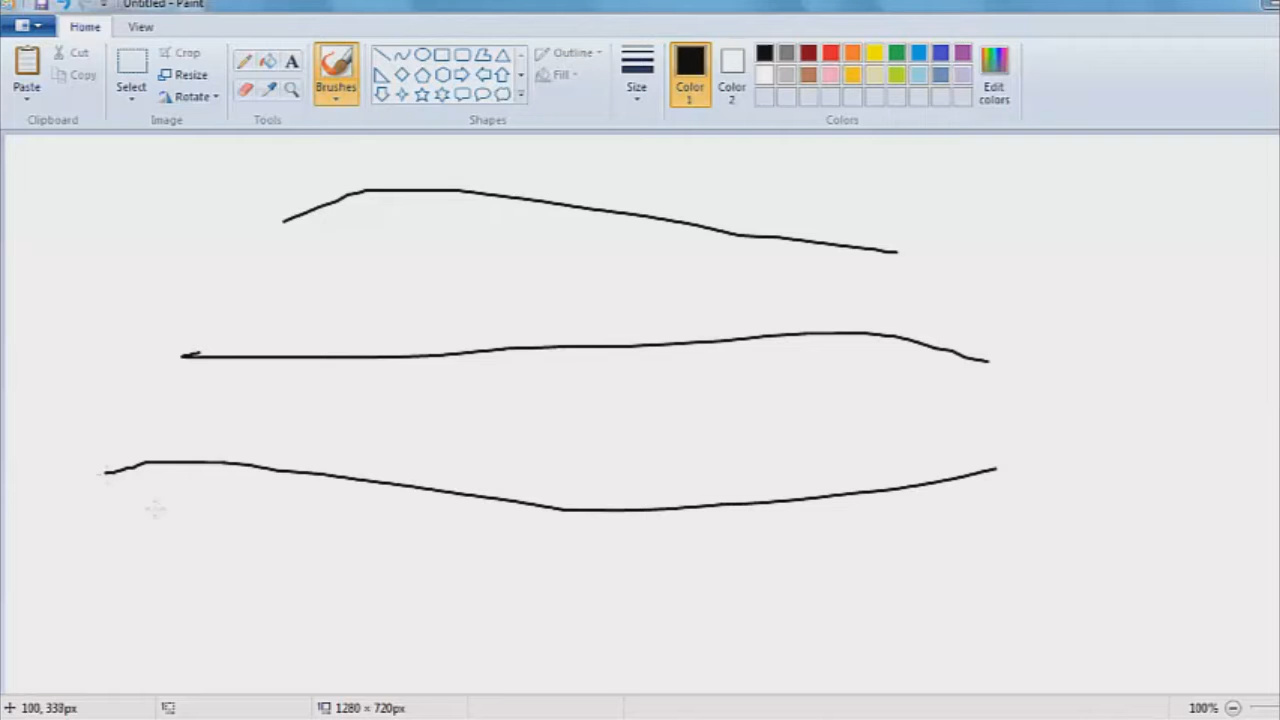 Untitled - Paint
Home View
Paste Cut Copy Select Crop Resize Rotate A Brushes Outline Fill Size Color 1 Color 2 Edit colors
Clipboard Image Tools Shapes Colors
100, 333px 1280 × 720px 100%